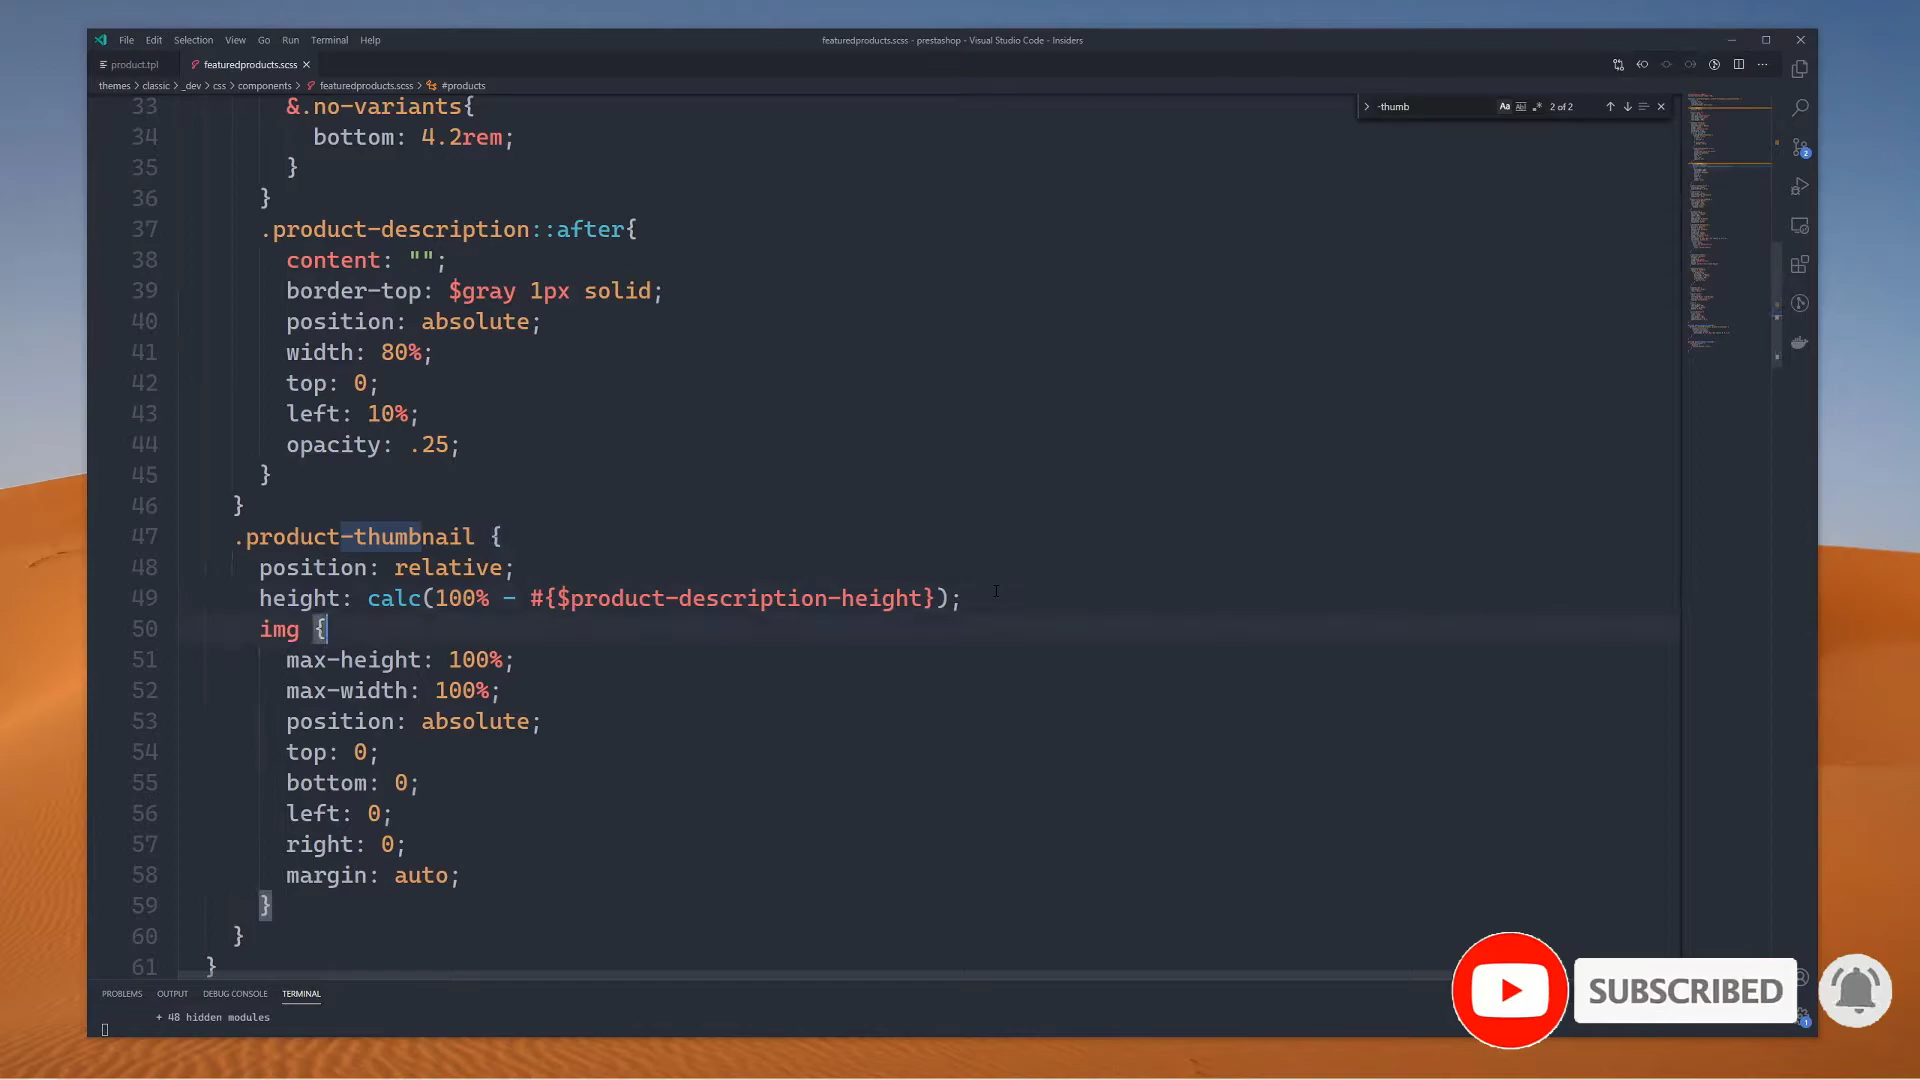 File Edit Selection View Go Run Terminal Help
featuredproducts.scss - prestashop - Visual Studio Code - Insiders
product.tpl
featuredproducts.scss
themes classic _dev css components featuredproducts.scss #products
-thumb
Aa
2 of 2
33 &.no-variants{
34 bottom: 4.2rem;
35 }
36 }
37 .product-description::after{
38 content: "";
39 border-top: $gray 1px solid;
40 position: absolute;
41 width: 80%;
42 top: 0;
43 left: 10%;
44 opacity: .25;
45 }
46 }
47 .product-thumbnail {
48 position: relative;
49 height: calc(100% - #{$product-description-height});
50 img {
51 max-height: 100%;
52 max-width: 100%;
53 position: absolute;
54 top: 0;
55 bottom: 0;
56 left: 0;
57 right: 0;
58 margin: auto;
59 }
60 }
61 }
2
PROBLEMS OUTPUT DEBUG CONSOLE TERMINAL
+ 48 hidden modules
SUBSCRIBED
1